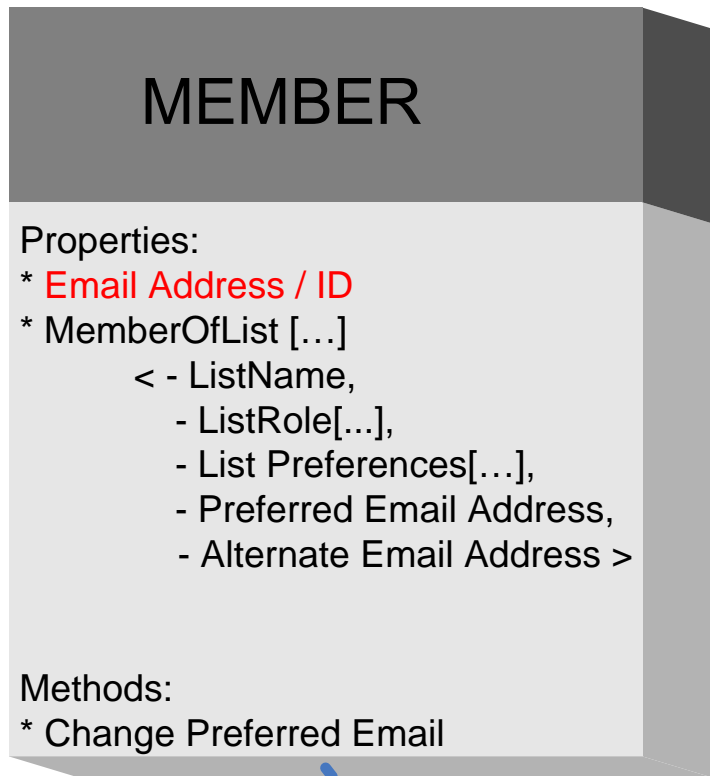 MEMBER
Properties:
* Email Address / ID
* MemberOfList […]
< - ListName,
- ListRole[...],
- List Preferences[…],
- Preferred Email Address,
- Alternate Email Address >
Methods:
* Change Preferred Email